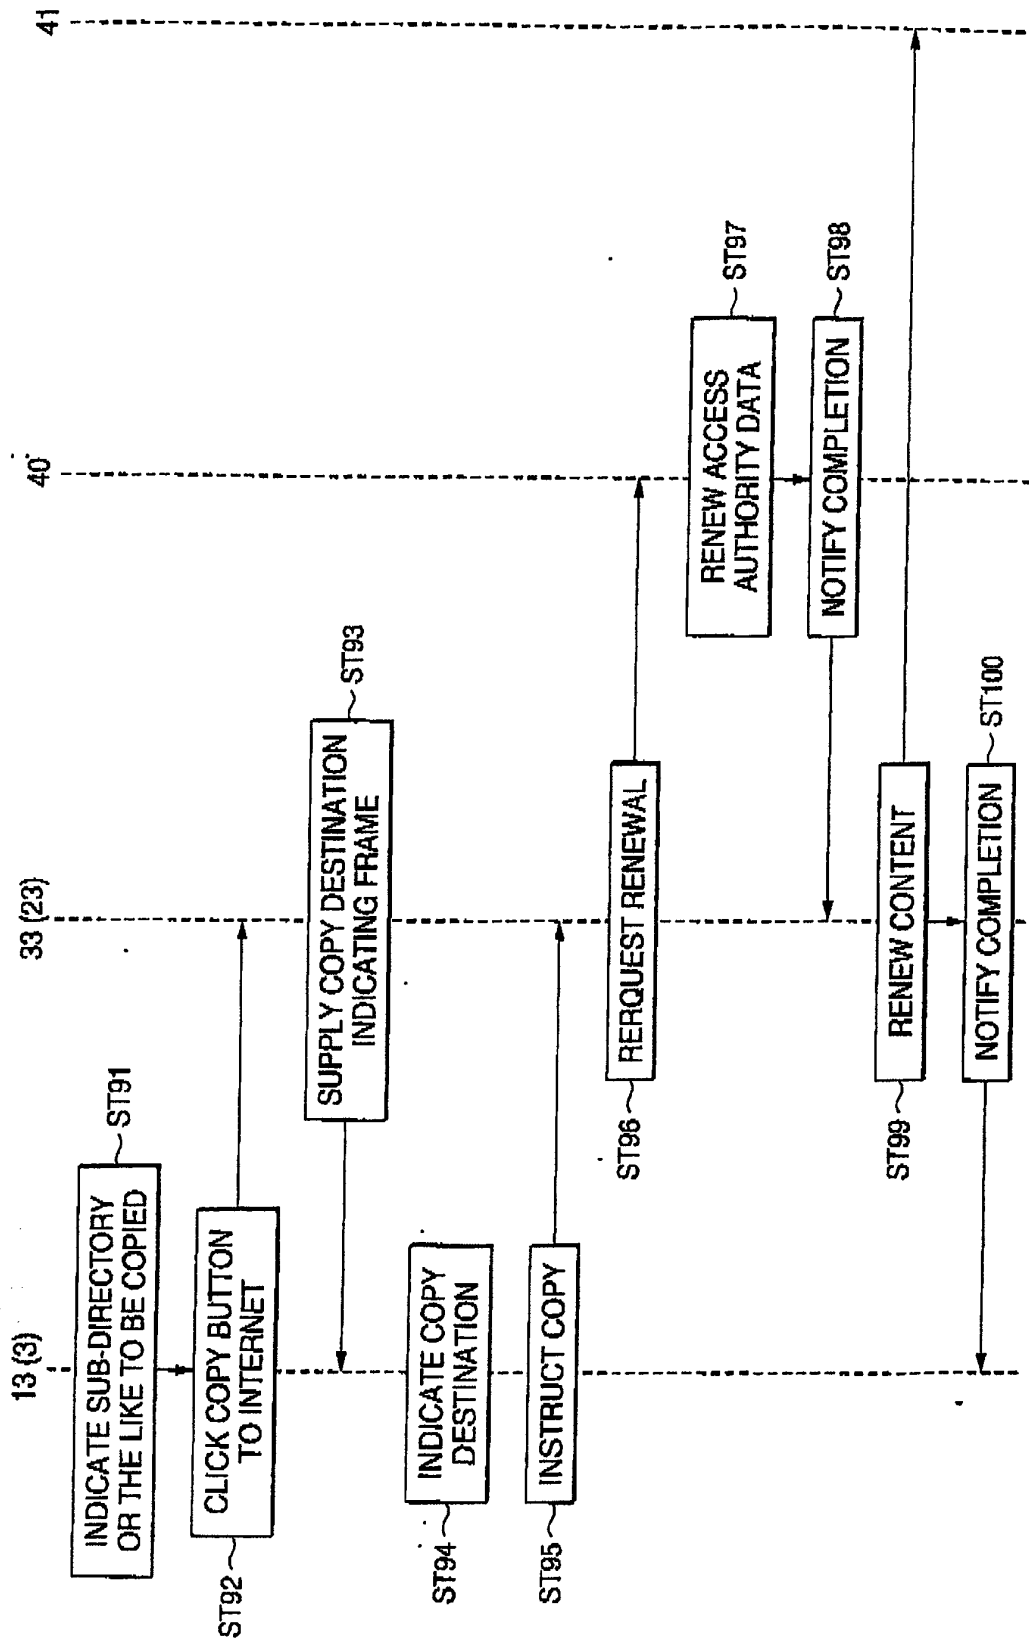 13 (3)
33 (23)
40
41
INDICATE SUB-DIRECTORY
OR THE LIKE TO BE COPIED
ST91
CLICK COPY BUTTON
TO INTERNET
ST92
SUPPLY COPY DESTINATION
INDICATING FRAME
ST93
INDICATE COPY
DESTINATION
ST94
INSTRUCT COPY
ST95
RERQUEST RENEWAL
ST96
RENEW ACCESS
AUTHORITY DATA
ST97
NOTIFY COMPLETION
ST98
RENEW CONTENT
ST99
NOTIFY COMPLETION
ST100